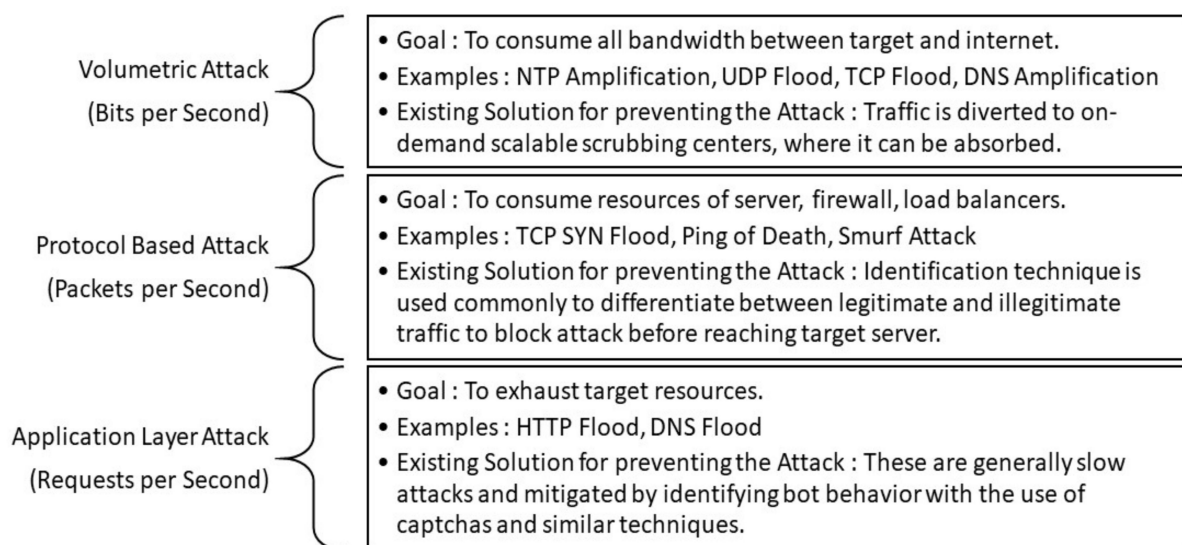 Volumetric Attack
(Bits per Second)
• Goal : To consume all bandwidth between target and internet.
• Examples : NTP Amplification, UDP Flood, TCP Flood, DNS Amplification
• Existing Solution for preventing the Attack : Traffic is diverted to on-
demand scalable scrubbing centers, where it can be absorbed.
Protocol Based Attack
(Packets per Second)
• Goal : To consume resources of server, firewall, load balancers.
• Examples : TCP SYN Flood, Ping of Death, Smurf Attack
• Existing Solution for preventing the Attack : Identification technique is
used commonly to differentiate between legitimate and illegitimate
traffic to block attack before reaching target server.
Application Layer Attack
(Requests per Second)
• Goal : To exhaust target resources.
• Examples : HTTP Flood, DNS Flood
• Existing Solution for preventing the Attack : These are generally slow
attacks and mitigated by identifying bot behavior with the use of
captchas and similar techniques.